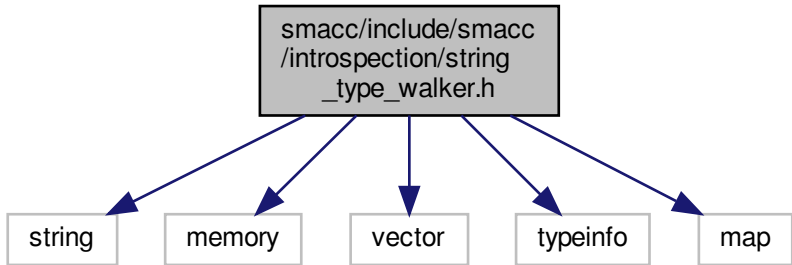 smacc/include/smacc
/introspection/string
_type_walker.h
string
memory
vector
typeinfo
map